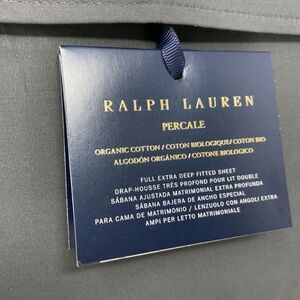 RALPH LAUREN
PERCALE
ORGANIC COTTON / COTON BIOLOGIQUE / COTTON BIO
ALGODÓN ORGÁNICO / COTONE BIOLOGICO
FULL EXTRA DEEP FITTED SHEET
DRAP-HOUSSE TRÈS PROFOND POUR LIT DOUBLE
SÁBANA AJUSTADA MATRIMONIAL EXTRA PROFUNDA
SÁBANA BAJERA DE ANCHO ESPECIAL
PARA CAMA DE MATRIMONIO / LENZUOLO CON ANGOLI EXTRA
AMPI PER LETTO MATRIMONIALE